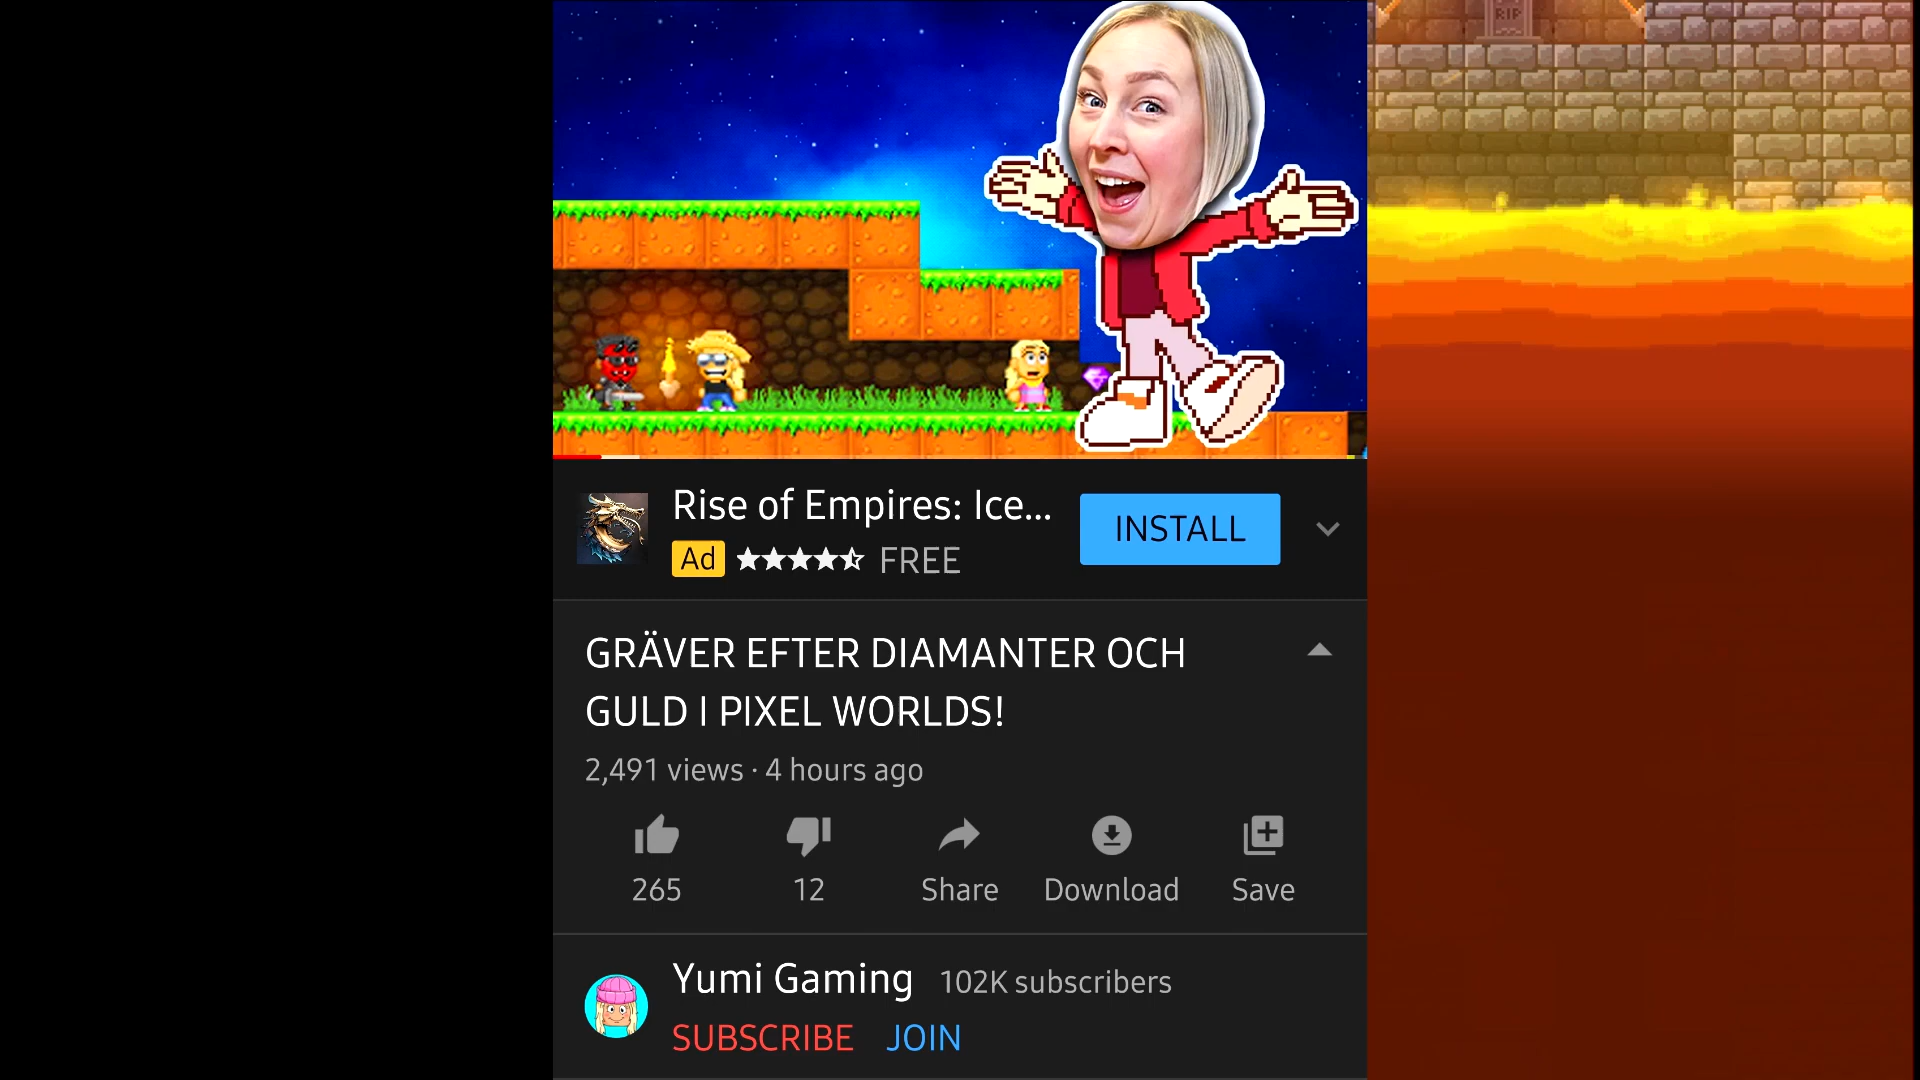 RIP
Rise of Empires: Ice...
INSTALL
Ad
FREE
GRÄVER EFTER DIAMANTER OCH
GULD I PIXEL WORLDS!
2,491 views · 4 hours ago
265
12
Share
Download
Save
Yumi Gaming
102K subscribers
SUBSCRIBE
JOIN